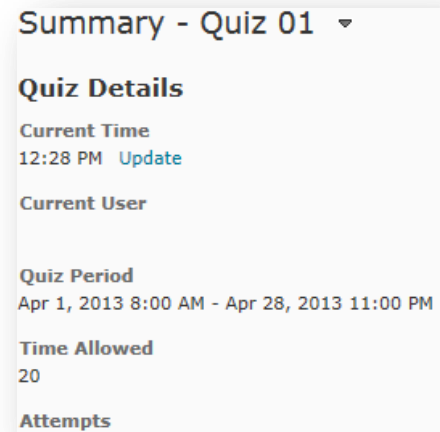 Summary - Quiz 01
Quiz Details
Current Time
12:28 PM Update
Current User
Quiz Period
Apr 1, 2013 8:00 AM - Apr 28, 2013 11:00 PM
Time Allowed
20
Attempts